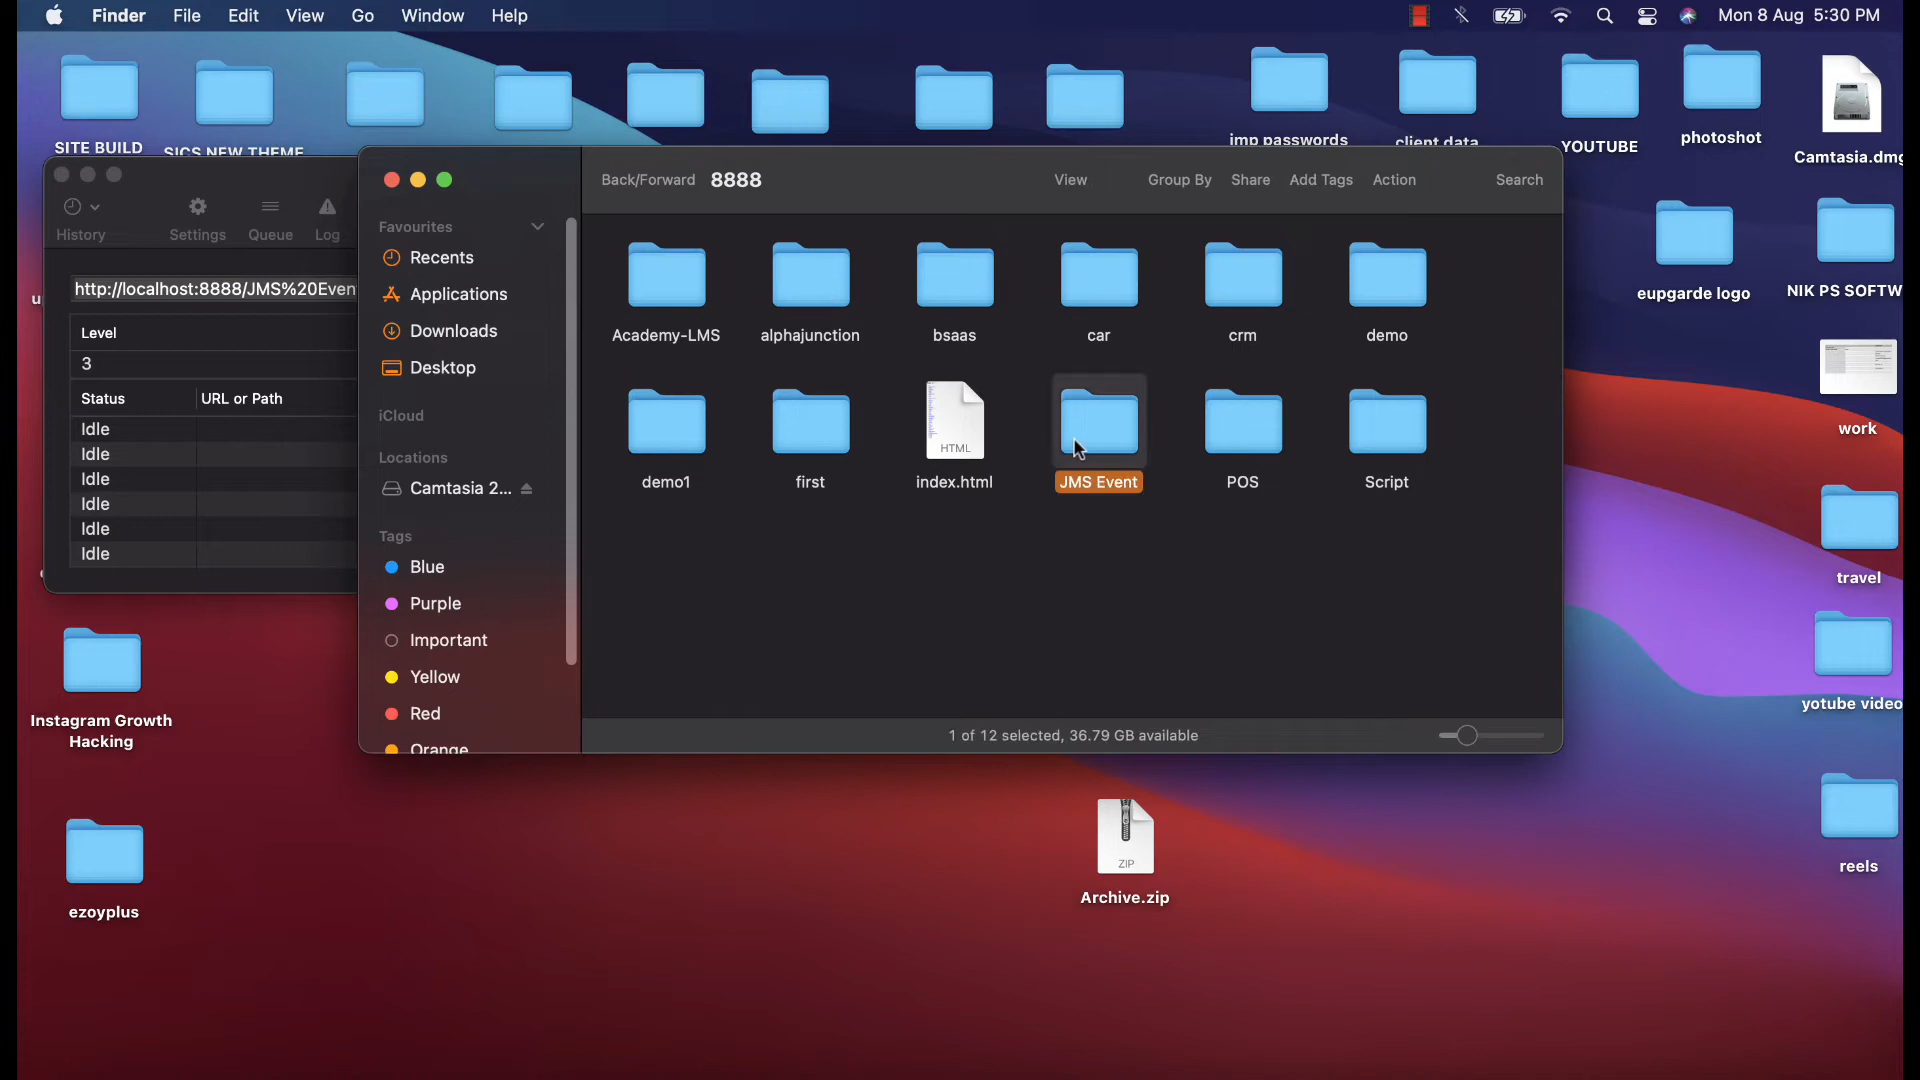 Finder File Edit View Go Window Help
Mon 8 Aug 5:30 PM
SITE BUILD
SICS NEW THEME
imp passwords
client data
YOUTUBE
photoshot
Camtasia.dmg
History
Settings
Queue
Log
http://localhost:8888/JMS%20Even
Level
3
Status
URL or Path
Idle
Idle
Idle
Idle
Idle
Idle
Favourites
Recents
Applications
Downloads
Desktop
iCloud
Locations
Camtasia 2...
Tags
Blue
Purple
Important
Yellow
Red
Orange
Back/Forward
8888
View
Group By
Share
Add Tags
Action
Search
Academy-LMS
alphajunction
bsaas
car
crm
demo
demo1
first
HTML
index.html
JMS Event
POS
Script
1 of 12 selected, 36.79 GB available
eupgarde logo
NIK PS SOFTW
work
travel
yotube video
reels
Instagram Growth
Hacking
ezoyplus
ZIP
Archive.zip